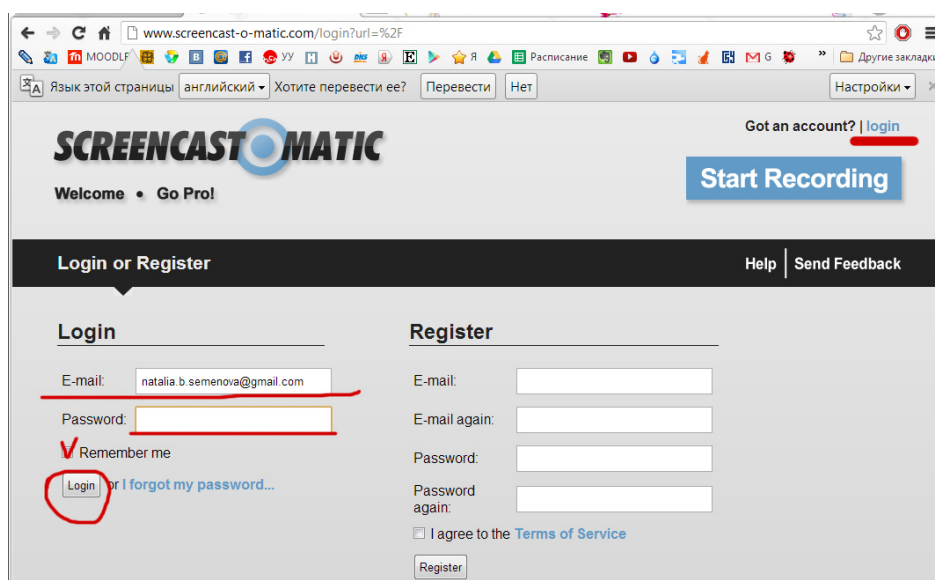 www.screencast-o-matic.com/login?url=%2F
MOODLE УУ Я Расписание G » Другие закладки
Язык этой страницы английский Хотите перевести ее? Перевести Нет Настройки
Got an account? | login
SCREENCAST O MATIC
Start Recording
Welcome • Go Pro!
Login or Register Help Send Feedback
Login Register
E-mail: natalia.b.semenova@gmail.com E-mail:
Password: E-mail again:
Remember me Password:
Login or I forgot my password... Password again:
I agree to the Terms of Service
Register